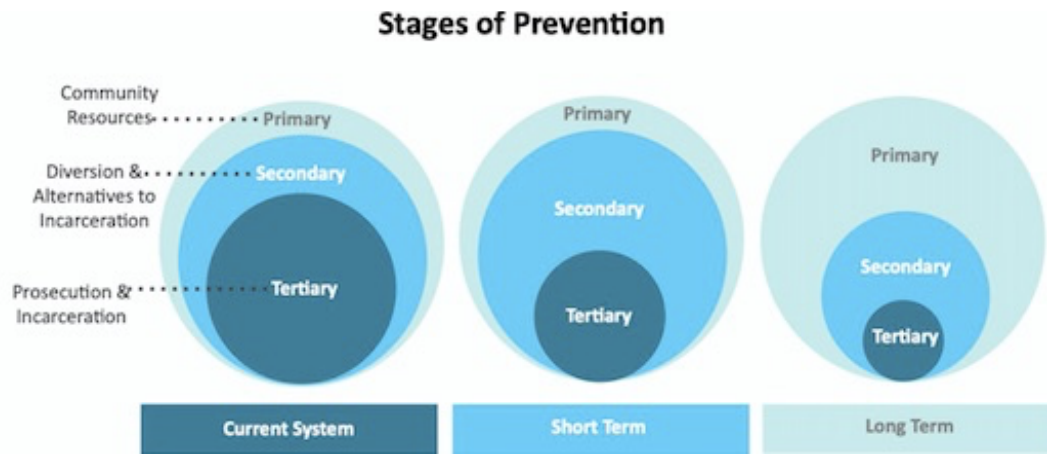 Stages of Prevention
Community
Resources
Primary
Diversion &
Alternatives to
Incarceration
Secondary
Prosecution &
Incarceration
Tertiary
Current System
Primary
Secondary
Tertiary
Short Term
Primary
Secondary
Tertiary
Long Term